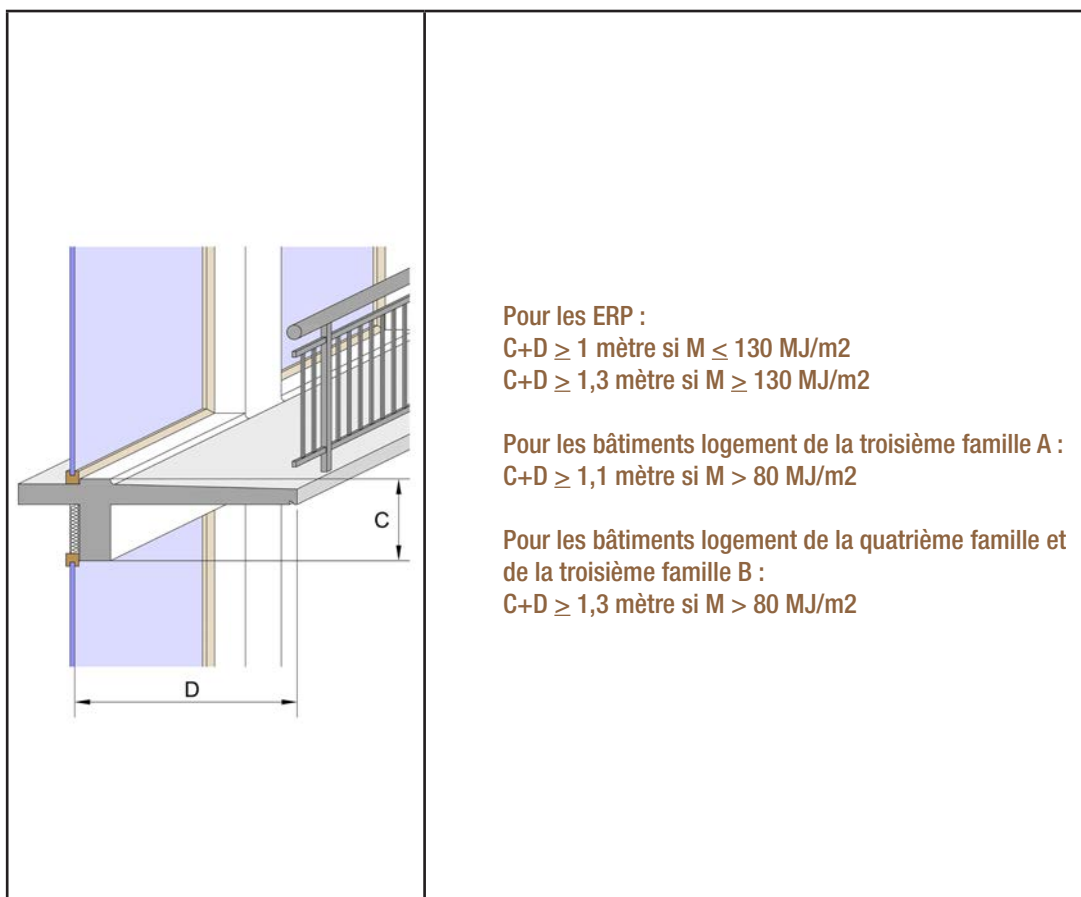 C
D
Pour les ERP :
C+D ≥ 1 mètre si M ≤ 130 MJ/m2
C+D ≥ 1,3 mètre si M ≥ 130 MJ/m2
Pour les bâtiments logement de la troisième famille A :
C+D ≥ 1,1 mètre si M > 80 MJ/m2
Pour les bâtiments logement de la quatrième famille et
de la troisième famille B :
C+D ≥ 1,3 mètre si M > 80 MJ/m2